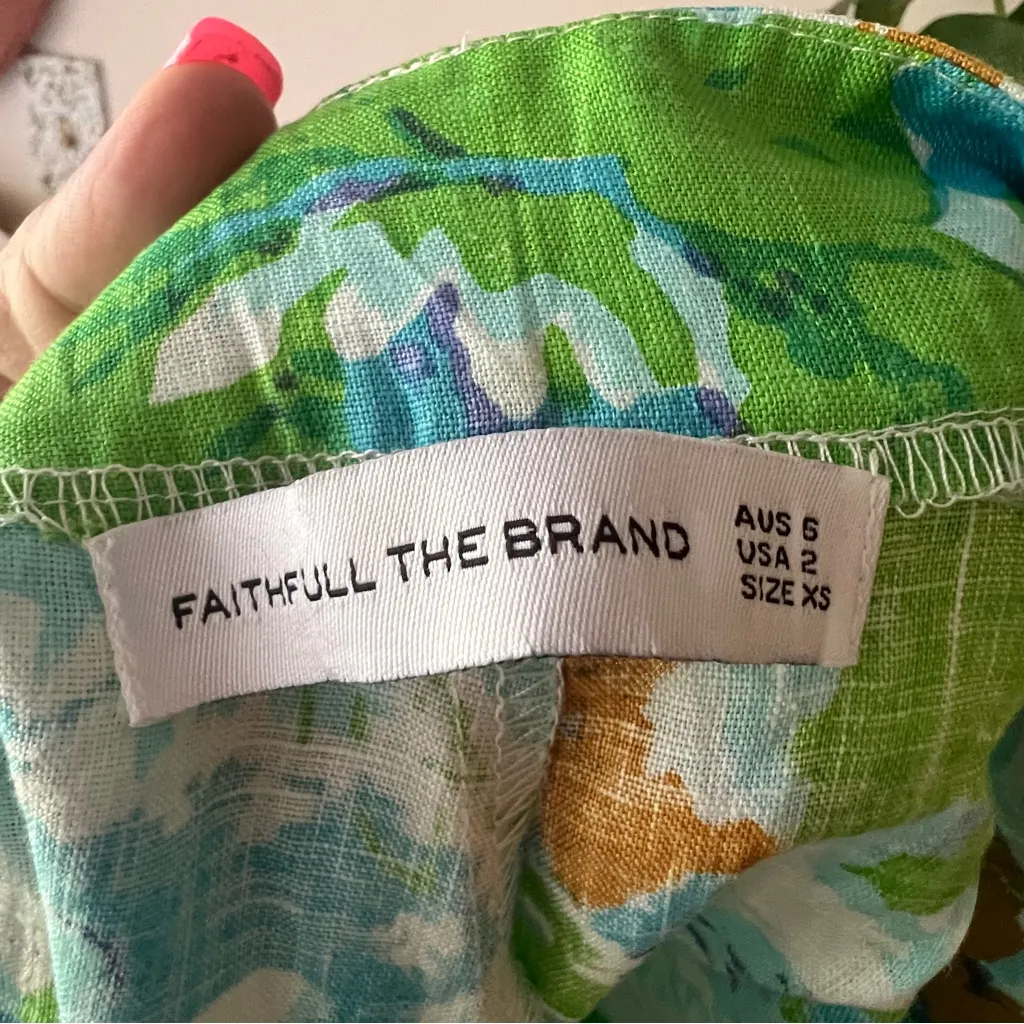 FAITHFULL THE BRAND
AUS 6
USA 2
SIZE XS